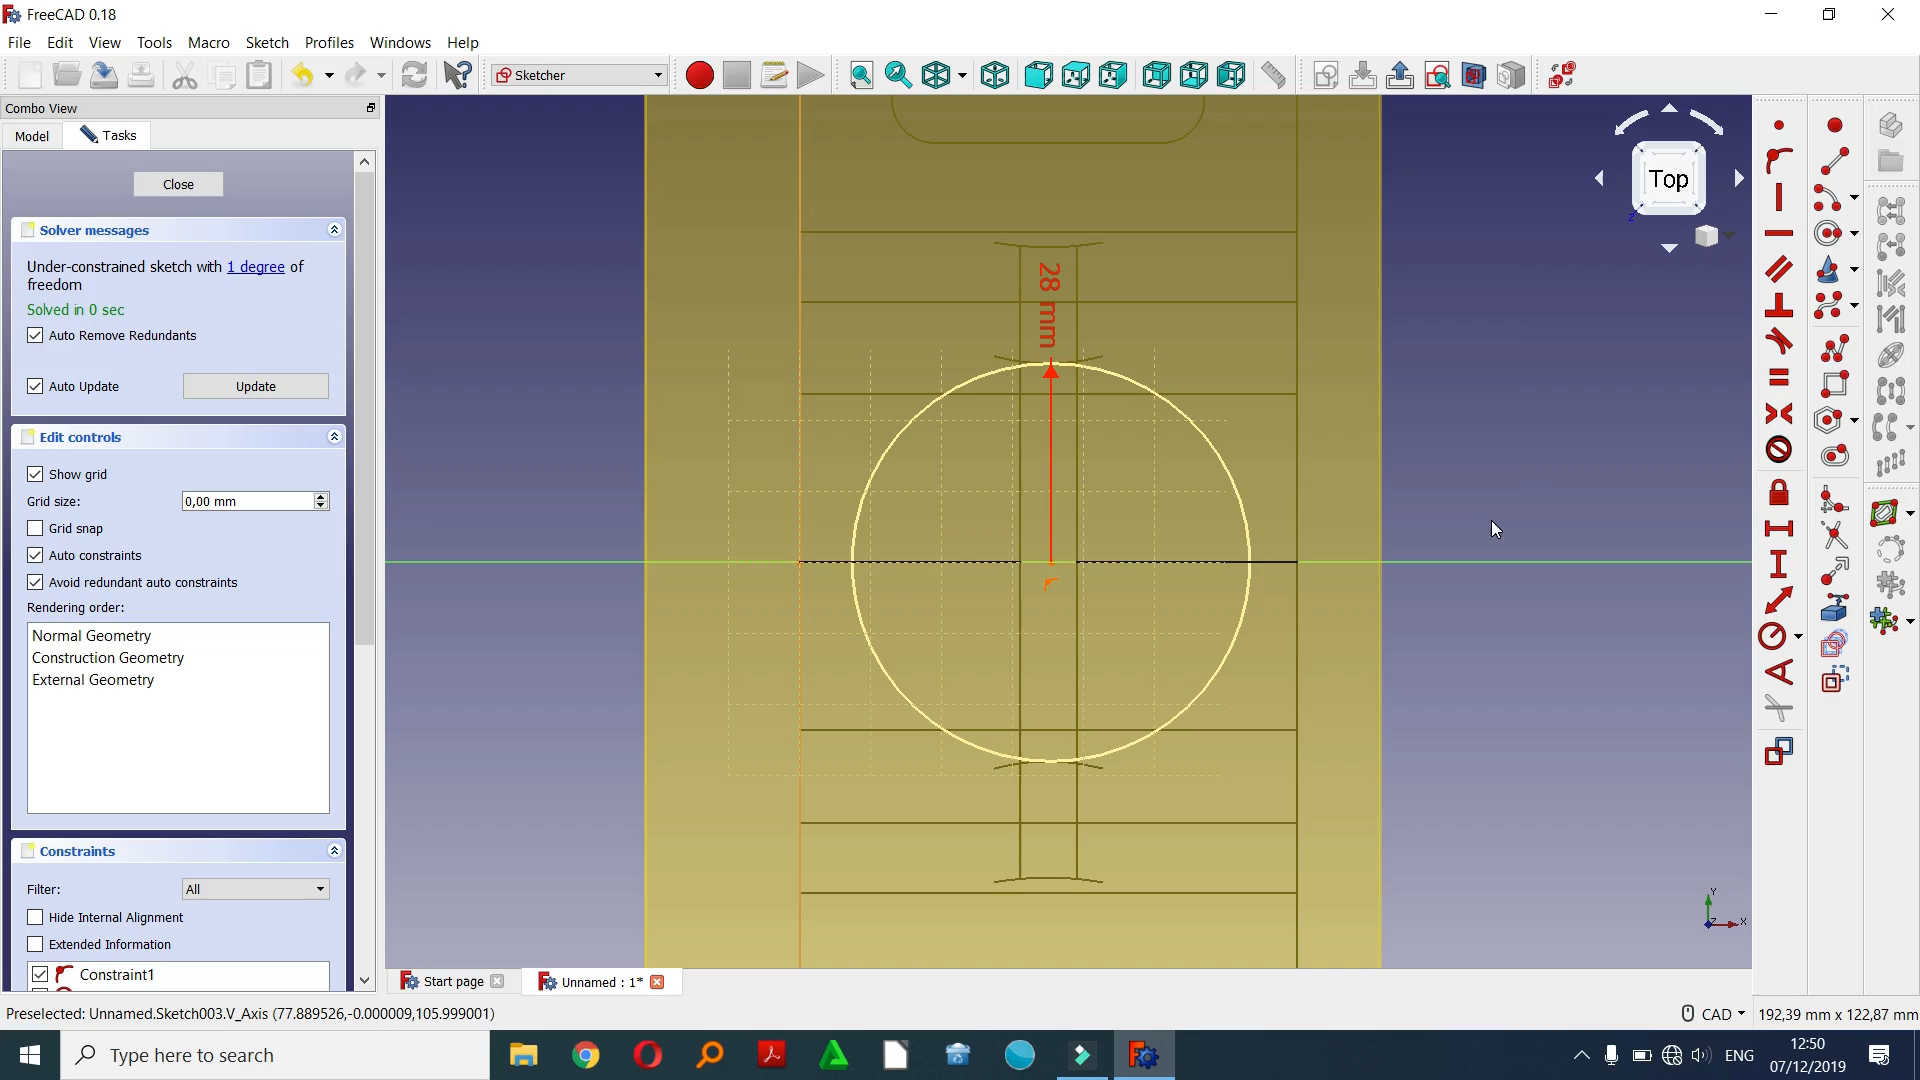 FreeCAD 0.18
File Edit View Tools Macro Sketch Profiles Windows Help
Sketcher
Combo View
Model Tasks
Close
Solver messages
Under-constrained sketch with 1 degree of
freedom
Solved in 0 sec
Auto Remove Redundants
Auto Update Update
Edit controls
Show grid
Grid size: 0,00 mm
Grid snap
Auto constraints
Avoid redundant auto constraints
Rendering order:
Normal Geometry
Construction Geometry
External Geometry
Constraints
Filter: All
Hide Internal Alignment
Extended Information
Constraint1
28 mm
Top
Z
Y
Z X
Start page
Unnamed : 1*
Preselected: Unnamed.Sketch003.V_Axis (77.889526,-0.000009,105.999001)
CAD
192,39 mm x 122,87 mm
Type here to search
ENG
12:50
07/12/2019